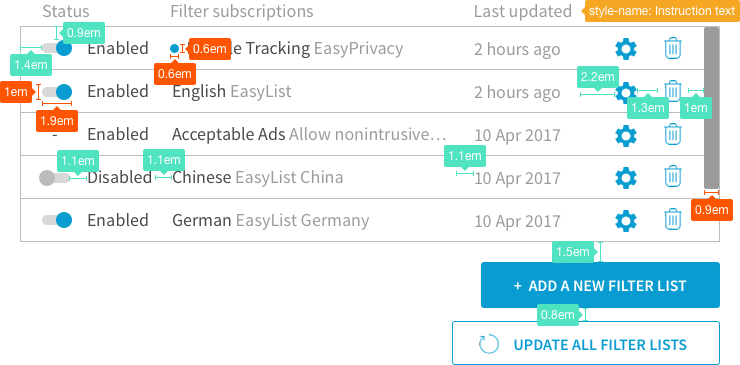 Status Filter subscriptions Last updated style-name: Instruction text
0.9em
Enabled e Tracking EasyPrivacy 2 hours ago
0.6em
1.4em
0.6em
2.2em
1em Enabled English EasyList 2 hours ago
1.3em 1em
1.9em
- Enabled Acceptable Ads Allow nonintrusive… 10 Apr 2017
1.1em 1.1em 1.1em
Disabled Chinese EasyList China 10 Apr 2017
0.9em
Enabled German EasyList Germany 10 Apr 2017
1.5em
+ ADD A NEW FILTER LIST
0.8em
UPDATE ALL FILTER LISTS